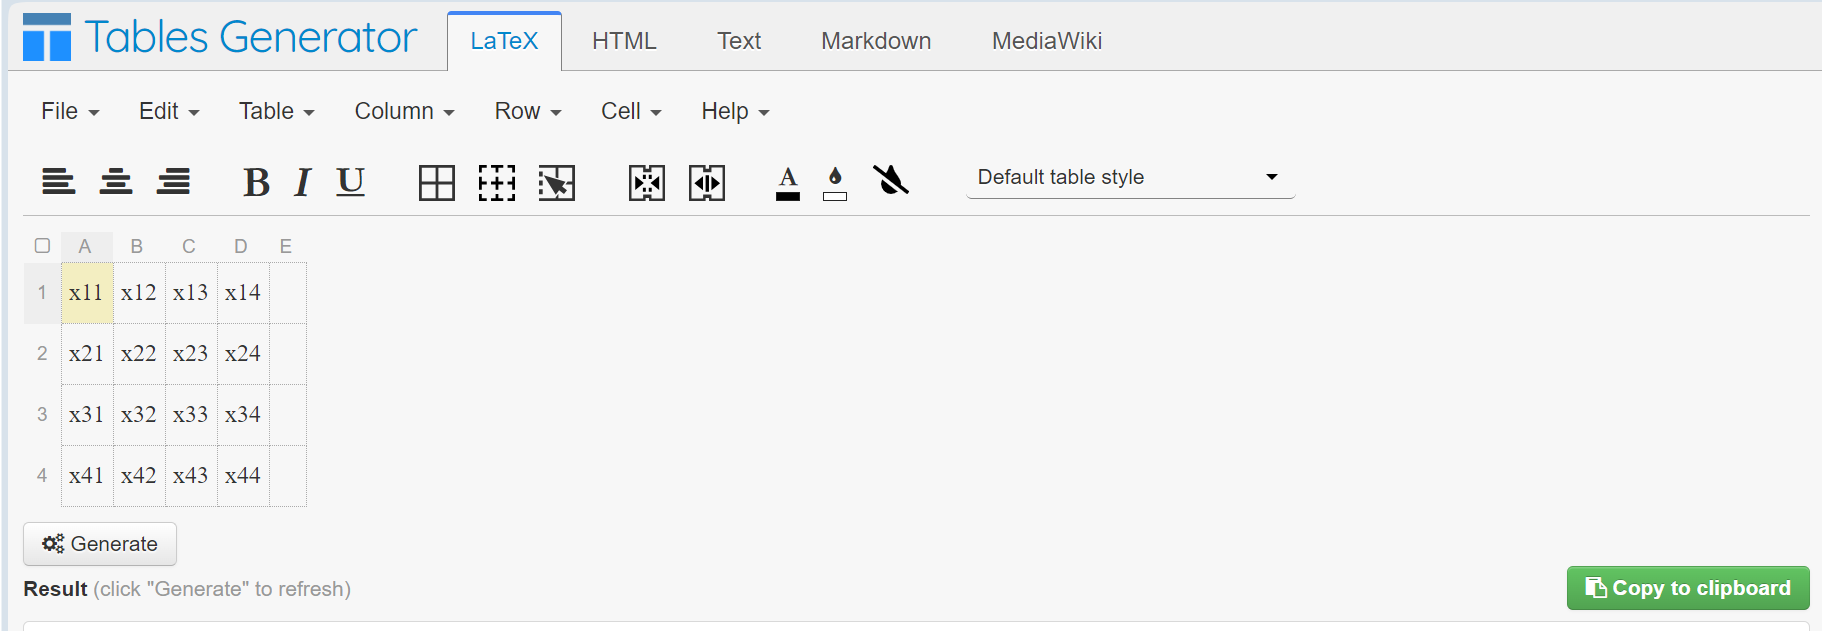 Tables Generator LaTeX HTML Text Markdown MediaWiki
File Edit Table Column Row Cell Help
B I U A Default table style
A B C D E
1 x11 x12 x13 x14
2 x21 x22 x23 x24
3 x31 x32 x33 x34
4 x41 x42 x43 x44
Generate
Result (click "Generate" to refresh) Copy to clipboard